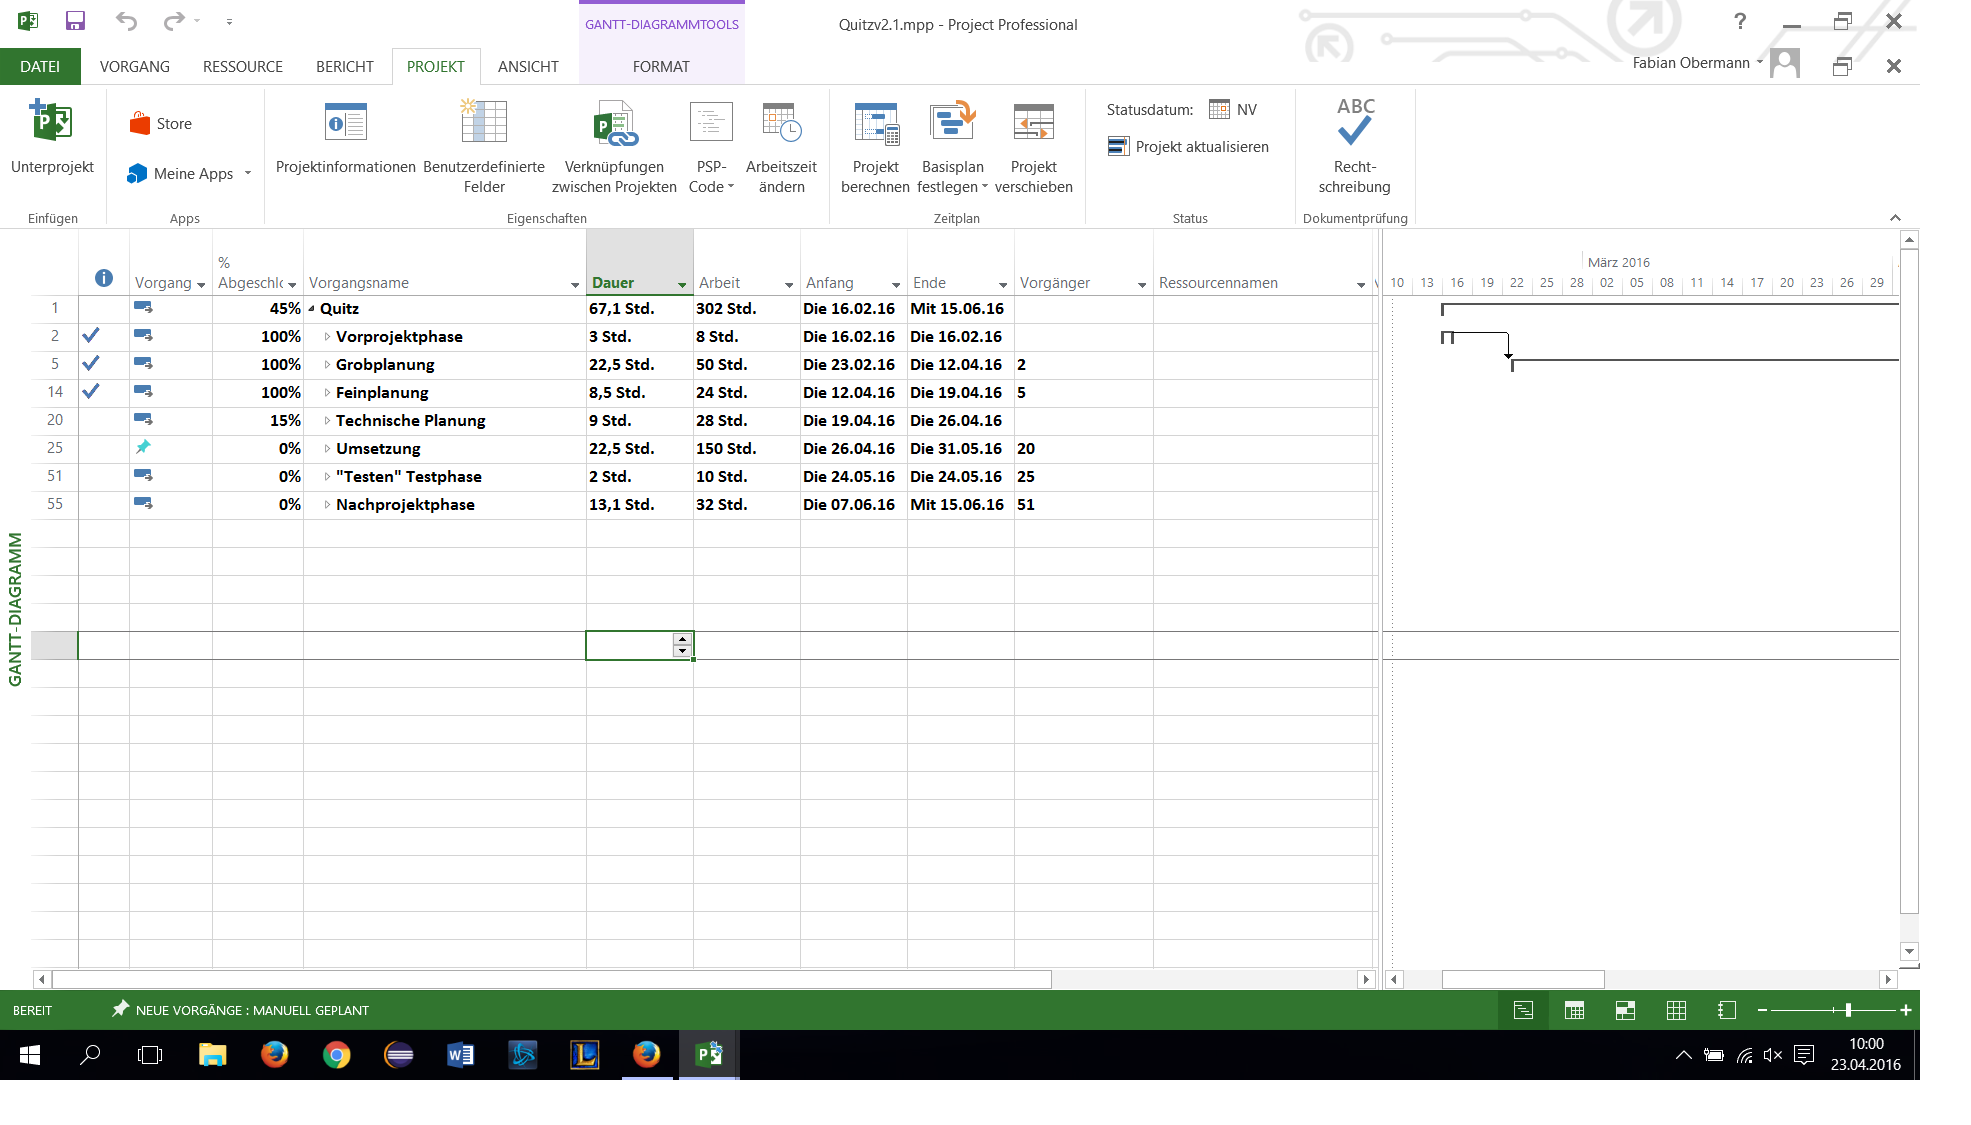 GANTT-DIAGRAMMTOOLS
Quitzv2.1.mpp - Project Professional
?
DATEI VORGANG RESSOURCE BERICHT PROJEKT ANSICHT FORMAT
Fabian Obermann
Unterprojekt
Einfügen
Store
Meine Apps
Apps
Projektinformationen
Benutzerdefinierte
Felder
Verknüpfungen
zwischen Projekten
PSP-
Code
Arbeitszeit
ändern
Eigenschaften
Projekt
berechnen
Basisplan
festlegen
Projekt
verschieben
Zeitplan
Statusdatum: NV
Projekt aktualisieren
Status
ABC
Recht-
schreibung
Dokumentprüfung
Vorgang % Abgeschlo Vorgangsname Dauer Arbeit Anfang Ende Vorgänger Ressourcennamen
März 2016
10 13 16 19 22 25 28 02 05 08 11 14 17 20 23 26 29
1 45% Quitz 67,1 Std. 302 Std. Die 16.02.16 Mit 15.06.16
2 100% Vorprojektphase 3 Std. 8 Std. Die 16.02.16 Die 16.02.16
5 100% Grobplanung 22,5 Std. 50 Std. Die 23.02.16 Die 12.04.16 2
14 100% Feinplanung 8,5 Std. 24 Std. Die 12.04.16 Die 19.04.16 5
20 15% Technische Planung 9 Std. 28 Std. Die 19.04.16 Die 26.04.16
25 0% Umsetzung 22,5 Std. 150 Std. Die 26.04.16 Die 31.05.16 20
51 0% "Testen" Testphase 2 Std. 10 Std. Die 24.05.16 Die 24.05.16 25
55 0% Nachprojektphase 13,1 Std. 32 Std. Die 07.06.16 Mit 15.06.16 51
GANTT-DIAGRAMM
BEREIT NEUE VORGÄNGE : MANUELL GEPLANT
10:00
23.04.2016